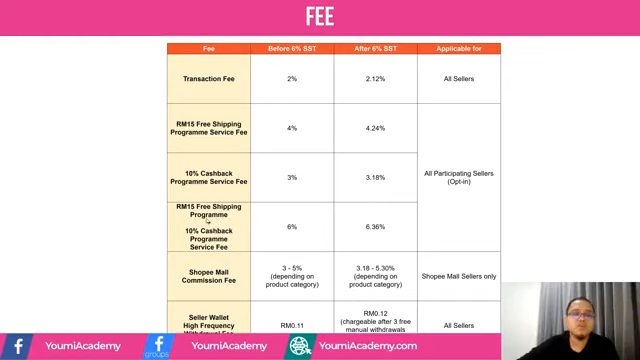 FEE
Fee Before 6% SST After 6% SST Applicable for
Transaction Fee 2% 2.12% All Sellers
RM15 Free Shipping
Programme Service Fee
4% 4.24%
10% Cashback
Programme Service Fee
3% 3.18%
All Participating Sellers
(Opt-in)
RM15 Free Shipping
Programme
10% Cashback
Programme
Service Fee
6% 6.36%
Shopee Mall
Commission Fee
3 - 5%
(depending on
product category)
3.18 - 5.30%
(depending on
product category)
Shopee Mall Sellers only
Seller Wallet
High Frequency
Withdrawal Fee
RM0.11
RM0.12
(chargeable after 3 free
manual withdrawals
All Sellers
YoumiAcademy
groups
YoumiAcademy
YoumiAcademy.com